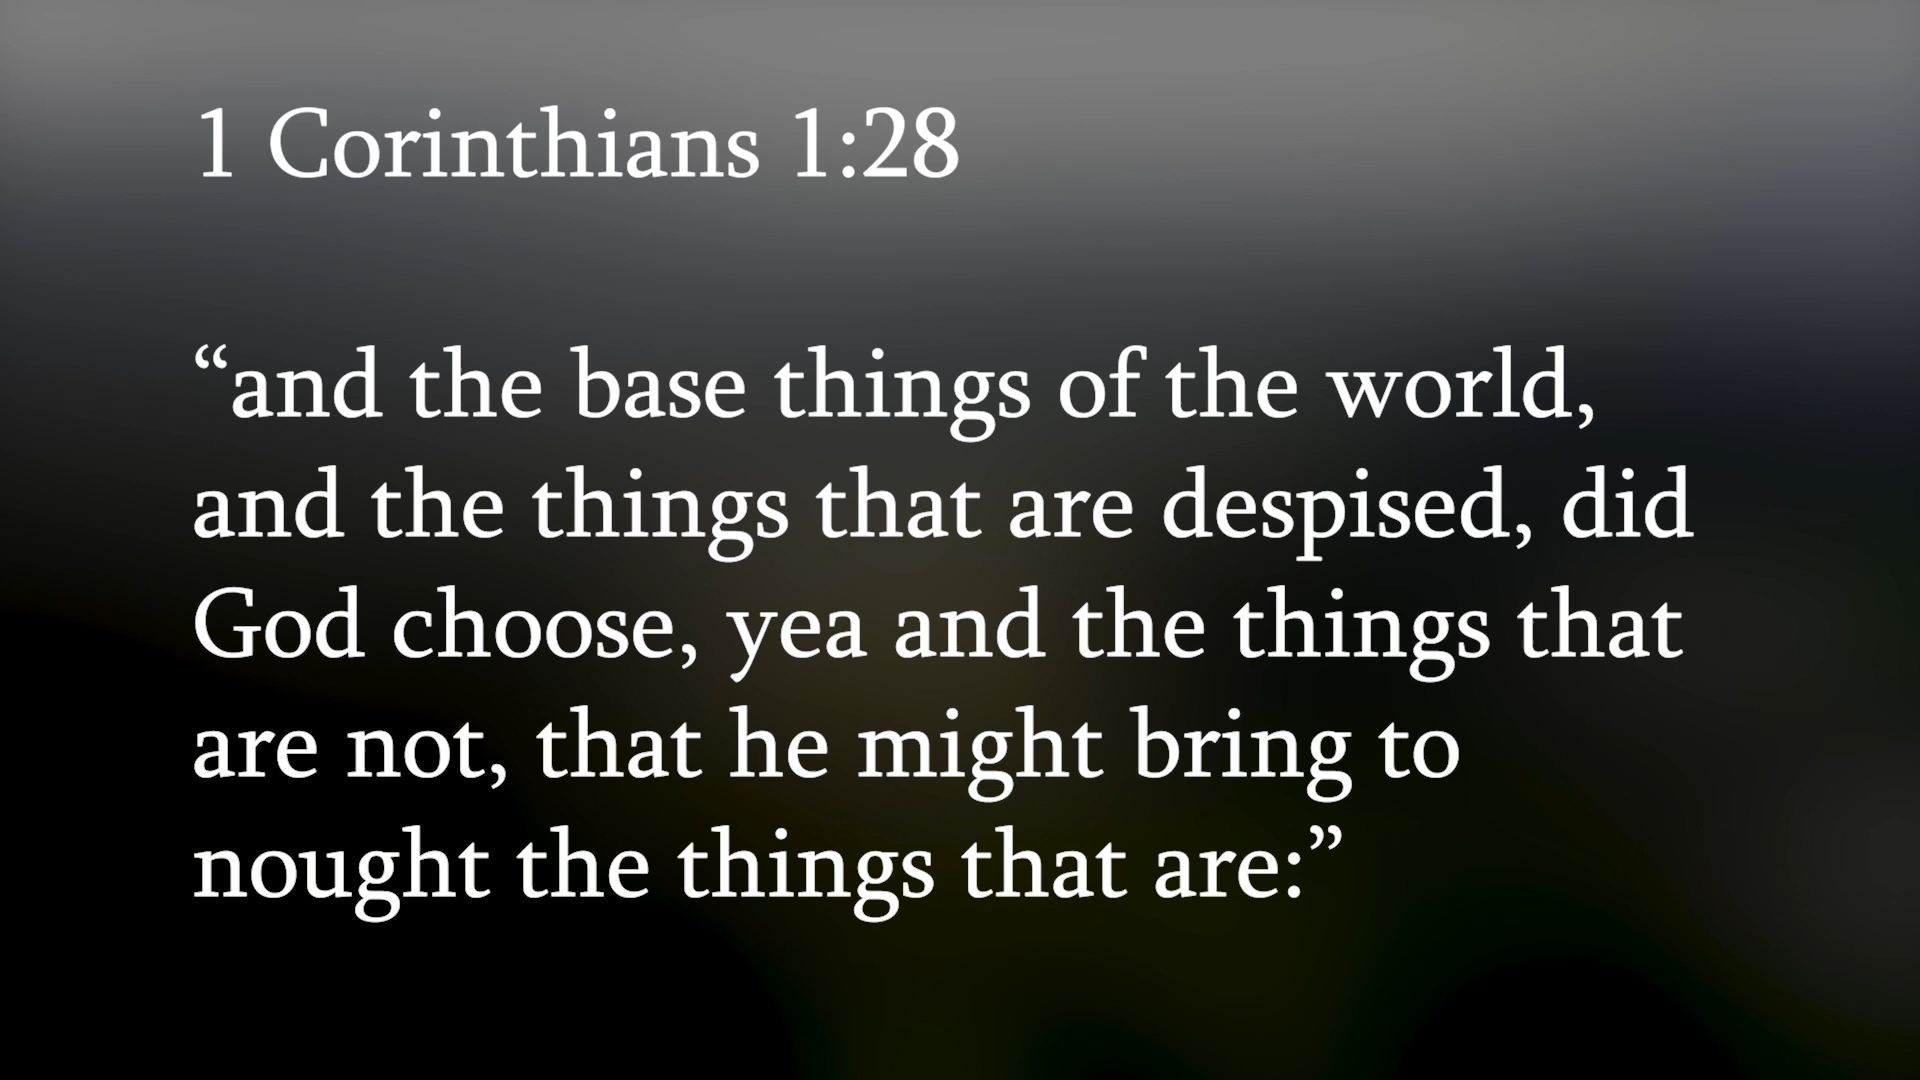 1 Corinthians 1:28
“and the base things of the world,
and the things that are despised, did
God choose, yea and the things that
are not, that he might bring to
nought the things that are:”